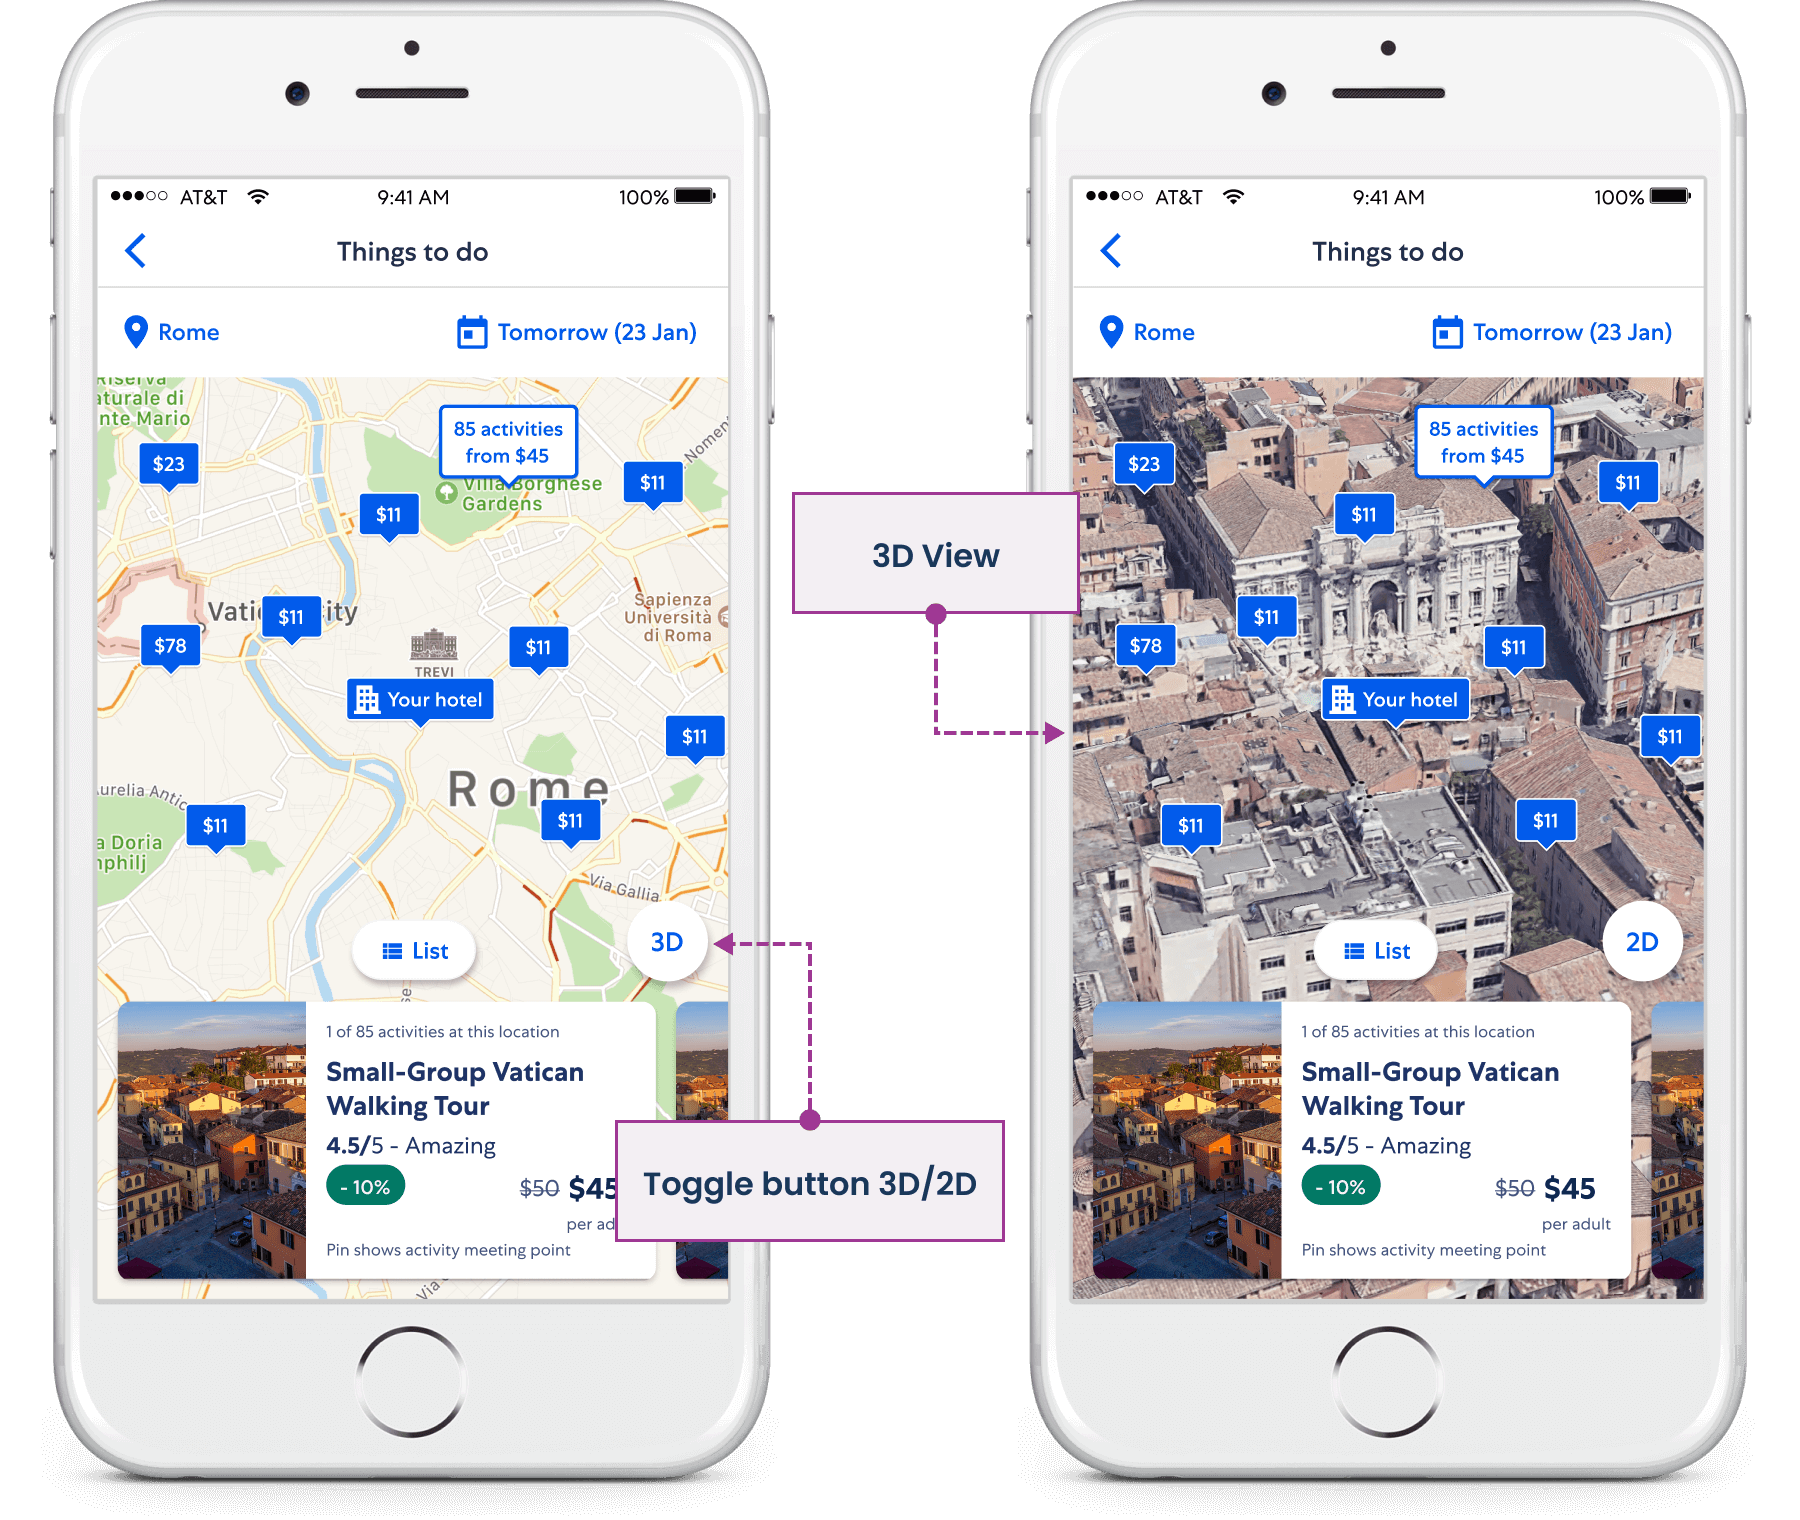 AT&T
9:41 AM
100%
Things to do
Rome
Tomorrow (23 Jan)
aturale di
nte Mario
85 activities
from $45
$23
$11
Nomen
Villa Borghese
Gardens
$11
Sapienza
Università
di Roma
$11
$78
$11
TREVI
Your hotel
$11
Rome
urelia Antic
$11
$11
a Doria
mphilj
Via Gallia
List
3D
1 of 85 activities at this location
Small-Group Vatican
Walking Tour
4.5/5 - Amazing
- 10%
$50 $45
per ad
Pin shows activity meeting point
Via
3D View
Toggle button 3D/2D
AT&T
9:41 AM
100%
Things to do
Rome
Tomorrow (23 Jan)
85 activities
from $45
$23
$11
$11
$11
$78
$11
Your hotel
$11
$11
$11
List
2D
1 of 85 activities at this location
Small-Group Vatican
Walking Tour
4.5/5 - Amazing
- 10%
$50 $45
per adult
Pin shows activity meeting point